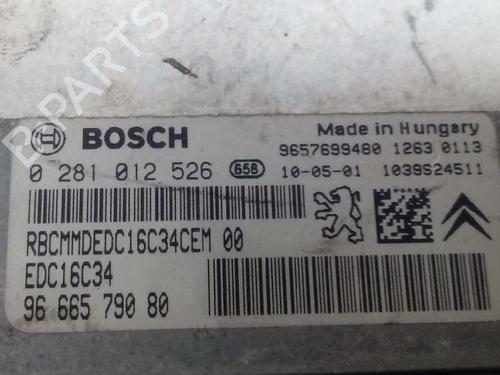 B-PARTS
BOSCH
Made in Hungary
9657699480 1263 0113
0 281 012 526 658
10-05-01 1039S24511
RBCMMDEDC16C34CEM 00
EDC16C34
96 665 790 80